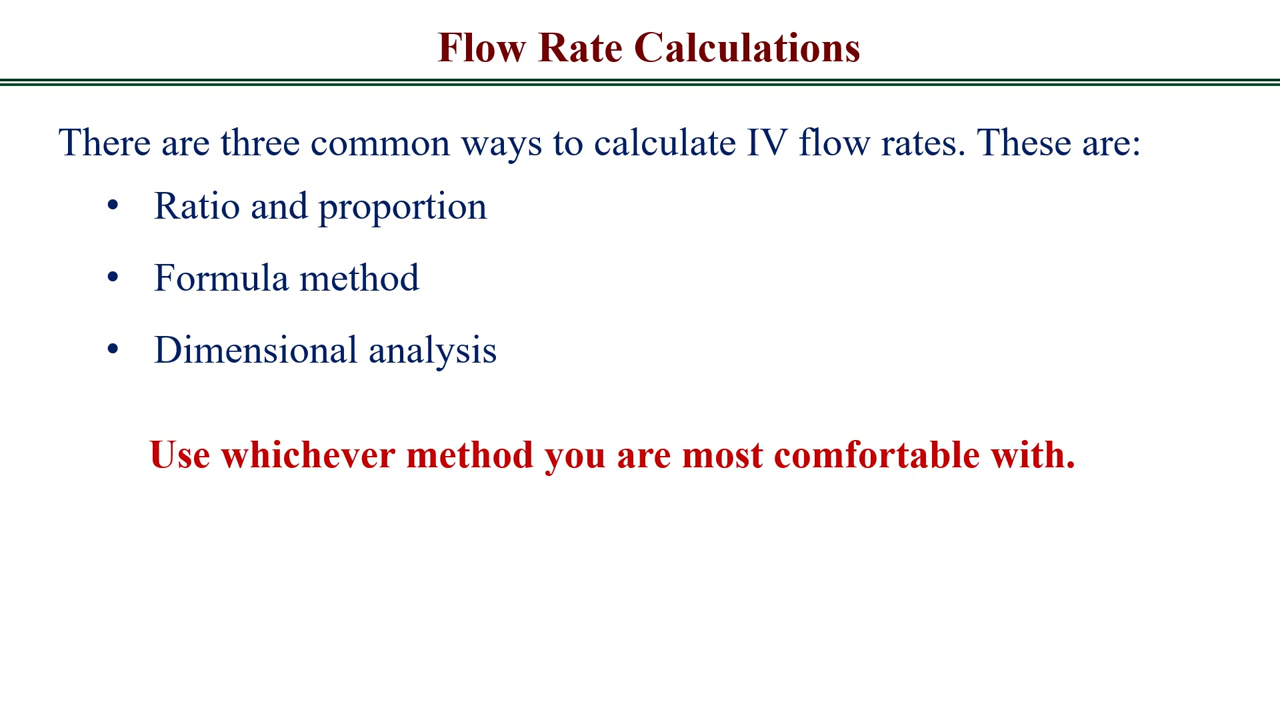 Flow Rate Calculations
There are three common ways to calculate IV flow rates. These are:
• Ratio and proportion
• Formula method
• Dimensional analysis
Use whichever method you are most comfortable with.